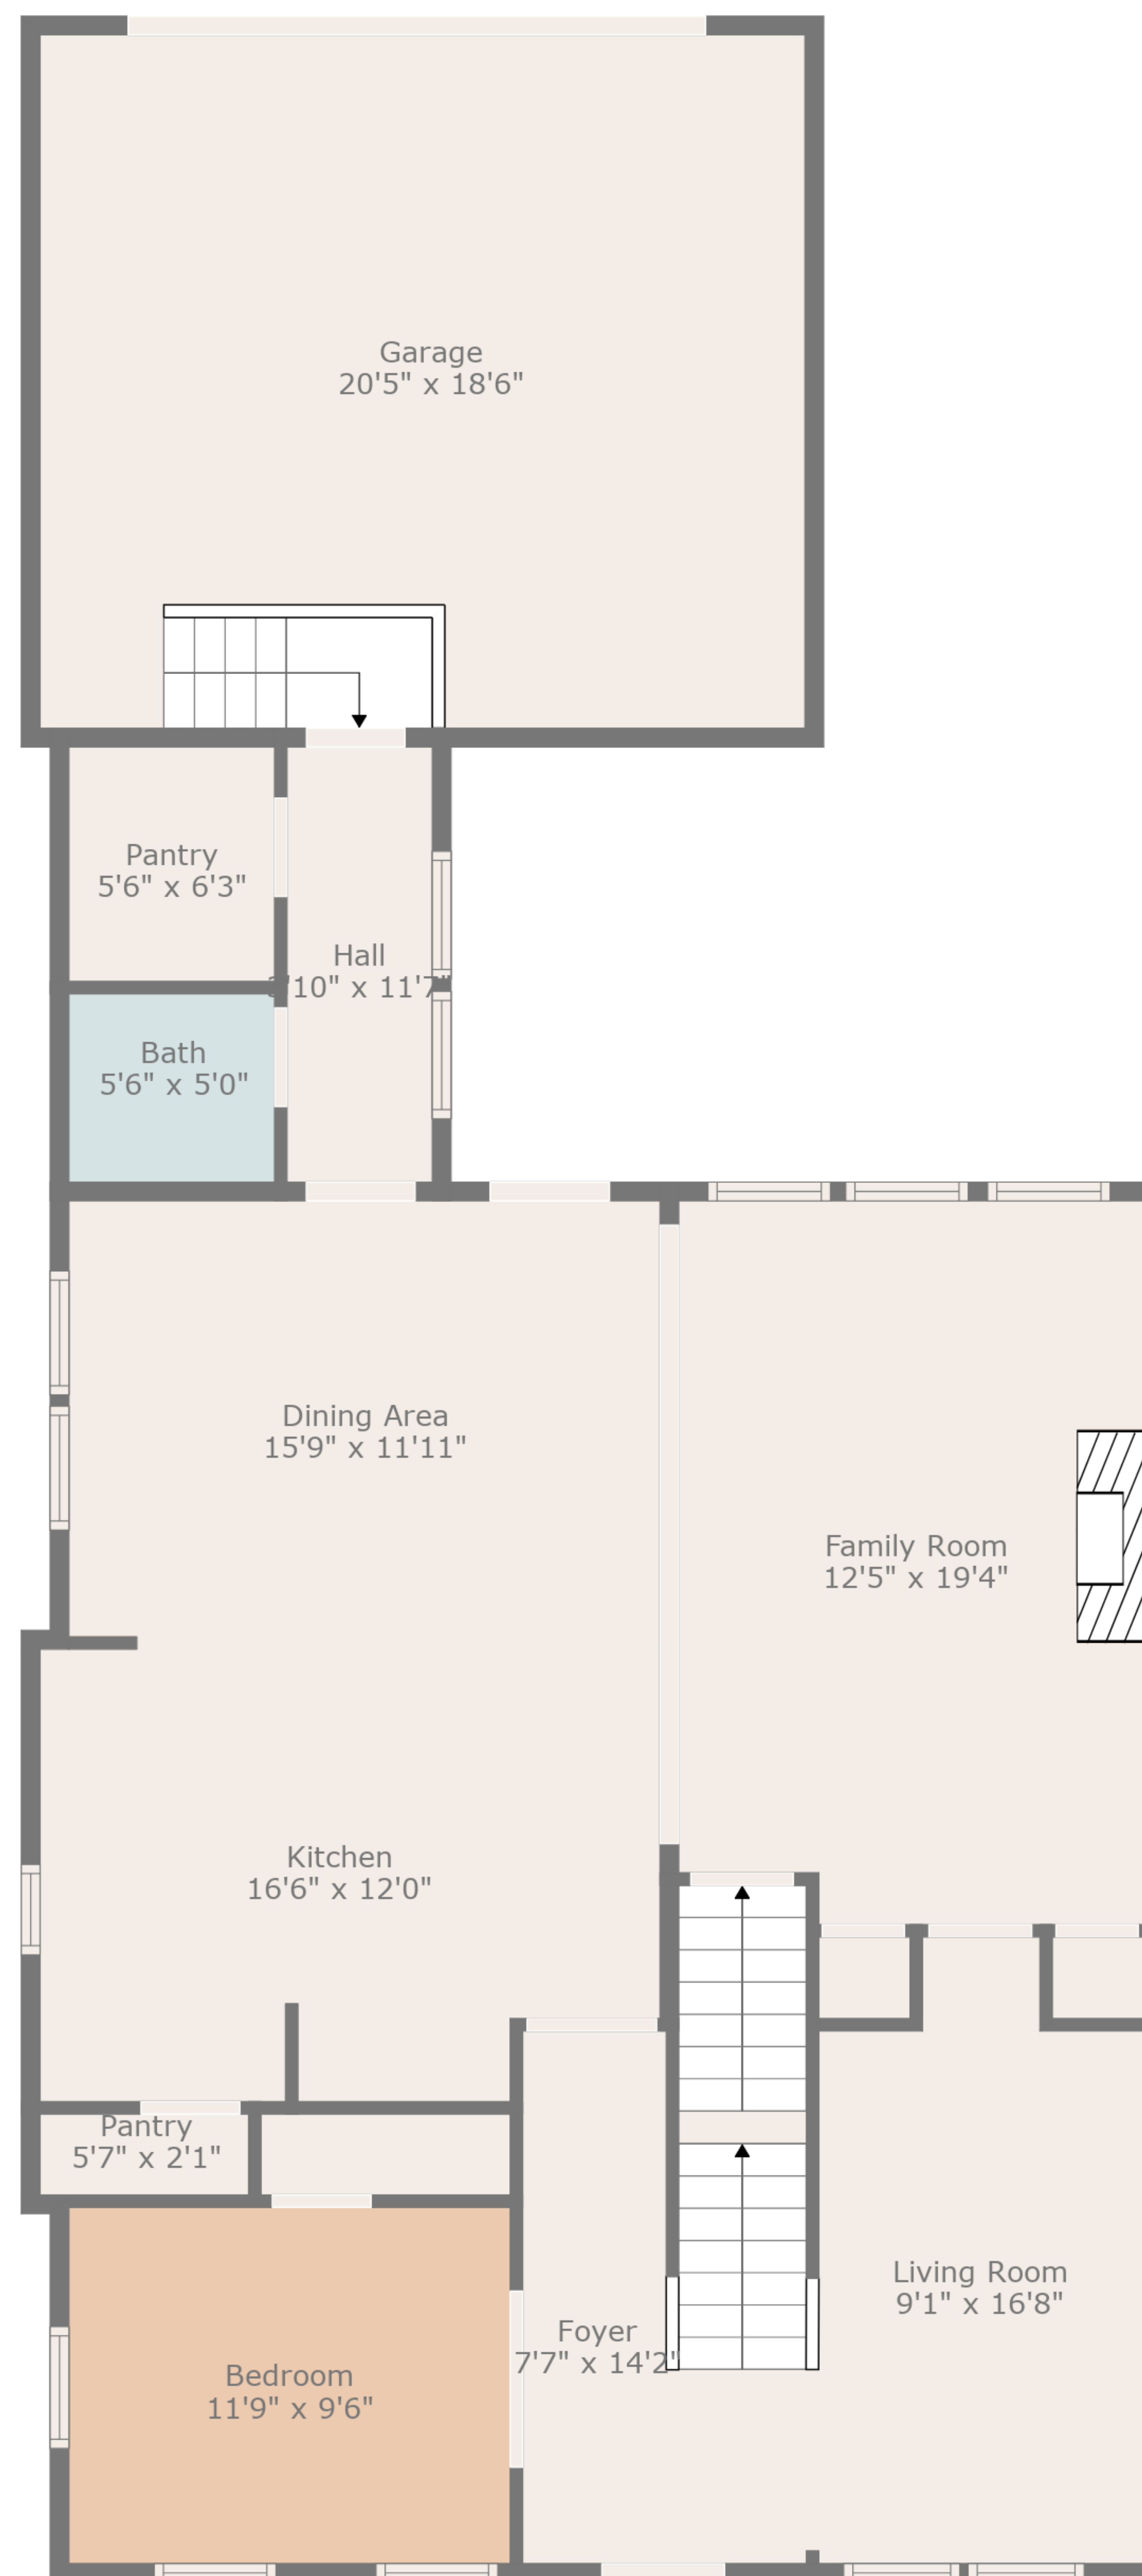 Garage
20'5" x 18'6"
Pantry
5'6" x 6'3"
Hall
3'10" x 11'7"
Bath
5'6" x 5'0"
Dining Area
15'9" x 11'11"
Family Room
12'5" x 19'4"
Kitchen
16'6" x 12'0"
Pantry
5'7" x 2'1"
Living Room
9'1" x 16'8"
Foyer
7'7" x 14'2"
Bedroom
11'9" x 9'6"